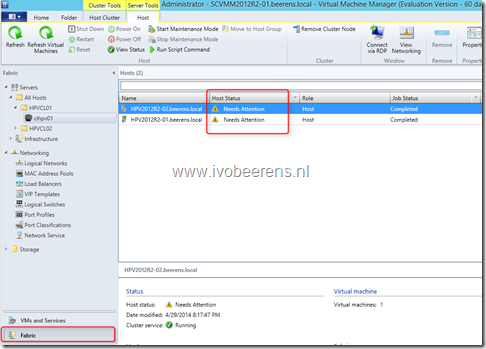 Cluster Tools Server Tools Administrator - SCVMM2012R2-01.beerens.local - Virtual Machine Manager (Evaluation Version - 60 da
Home Folder Host Cluster Host
Refresh
Refresh Virtual Machines
Shut Down
Restart
Reset
Power On
Power Off
View Status
Start Maintenance Mode
Stop Maintenance Mode
Run Script Command
Remove Cluster Node
Connect via RDP
View Networking
Remove
Properti
Host
Cluster
Window
Remove
Fabric
Servers
All Hosts
HPVCL01
clhpv01
HPVCL02
Infrastructure
Networking
Logical Networks
MAC Address Pools
Load Balancers
VIP Templates
Logical Switches
Port Profiles
Port Classifications
Network Service
Storage
VMs and Services
Fabric
Hosts (2)
Name Host Status Role Job Status
HPV2012R2-02.beerens.local Needs Attention Host Completed
HPV2012R2-01.beerens.local Needs Attention Host Completed
www.ivobeerens.nl
HPV2012R2-02.beerens.local
Status Virtual machine
Host status: Needs Attention Virtual machines: 1
Date modified: 4/29/2014 8:17:47 PM
Cluster service: Running